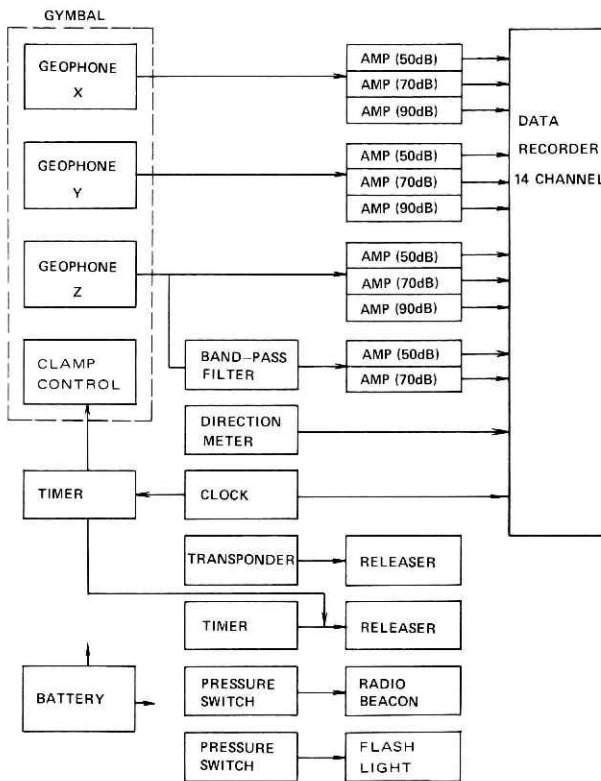 GYMBAL
GEOPHONE
X
AMP (50dB)
AMP (70dB)
AMP (90dB)
DATA
RECORDER
14 CHANNEL
GEOPHONE
Y
AMP (50dB)
AMP (70dB)
AMP (90dB)
GEOPHONE
Z
AMP (50dB)
AMP (70dB)
AMP (90dB)
CLAMP
CONTROL
BAND-PASS
FILTER
AMP (50dB)
AMP (70dB)
DIRECTION
METER
TIMER
CLOCK
TRANSPONDER
RELEASER
TIMER
RELEASER
BATTERY
PRESSURE
SWITCH
RADIO
BEACON
PRESSURE
SWITCH
FLASH
LIGHT